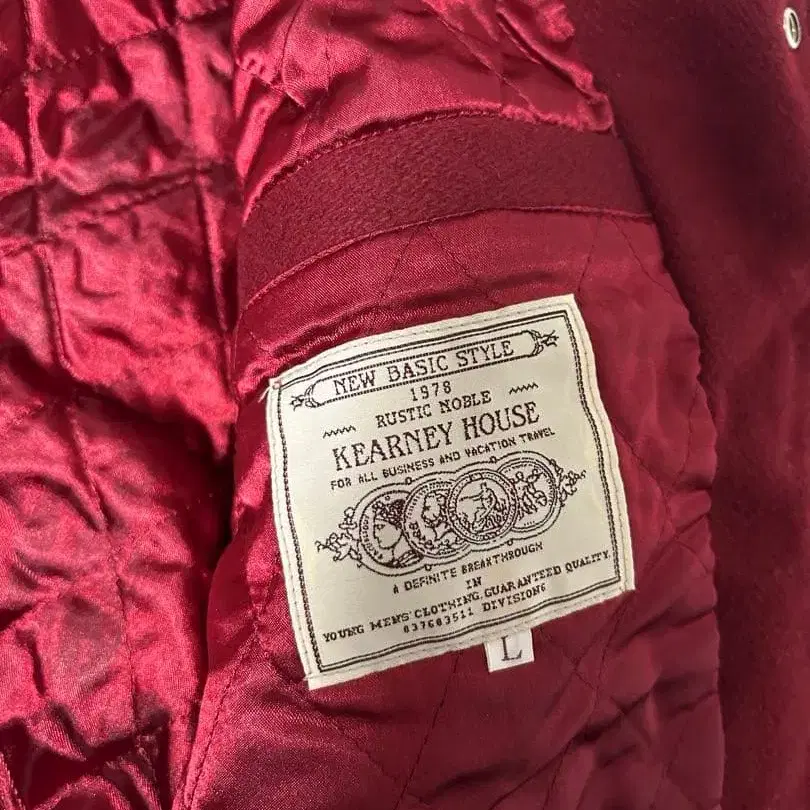 NEW BASIC STYLE
1978
RUSTIC NOBLE
KEARNEY HOUSE
FOR ALL BUSINESS AND VACATION TRAVEL
A DEFINITE BREAKTHROUGH
IN
YOUNG MENS' CLOTHING.GUARANTEED QUALITY.
037603511 DIVISION6
L